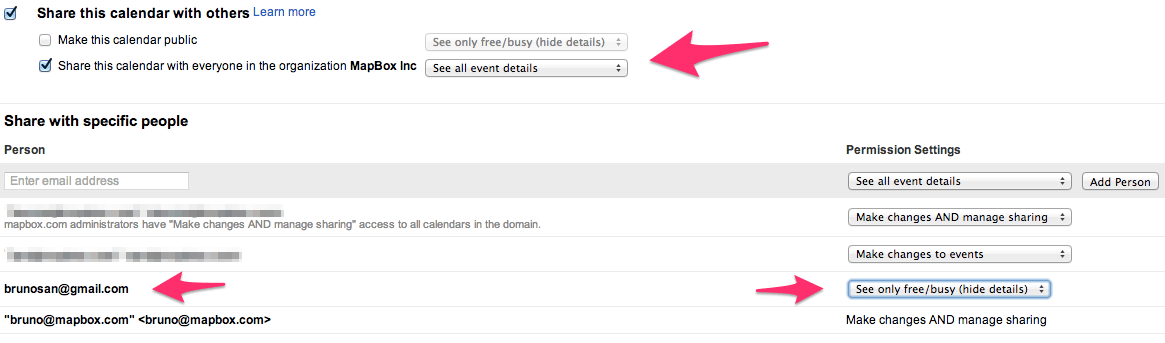 Share this calendar with others Learn more
Make this calendar public See only free/busy (hide details)
Share this calendar with everyone in the organization MapBox Inc See all event details
Share with specific people
Person Permission Settings
Enter email address See all event details Add Person
Make changes AND manage sharing
mapbox.com administrators have "Make changes AND manage sharing" access to all calendars in the domain.
Make changes to events
brunosan@gmail.com See only free/busy (hide details)
"bruno@mapbox.com" <bruno@mapbox.com> Make changes AND manage sharing